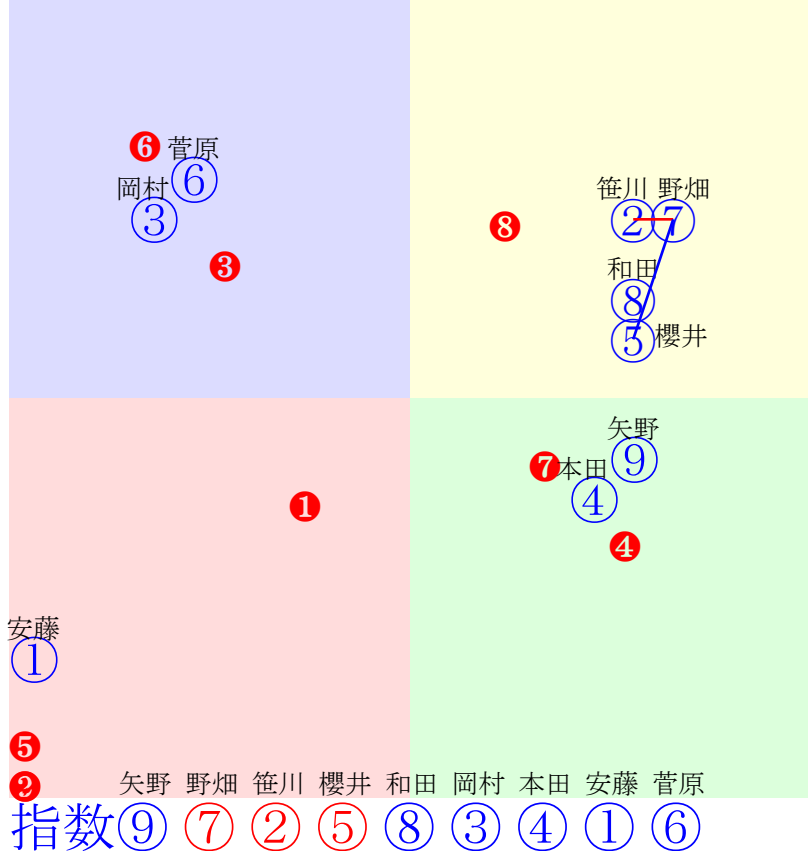 ❻ 菅原
⑥
岡村
③
❸
笹川 野畑
② ⑦
❽
和田
⑧
⑤ 櫻井
矢野
⑨
❼ 本田
④
❶
❹
安藤
①
❺
矢野 野畑 笹川 櫻井 和田 岡村 本田 安藤 菅原
指数 ⑨ ⑦ ② ⑤ ⑧ ③ ④ ① ⑥